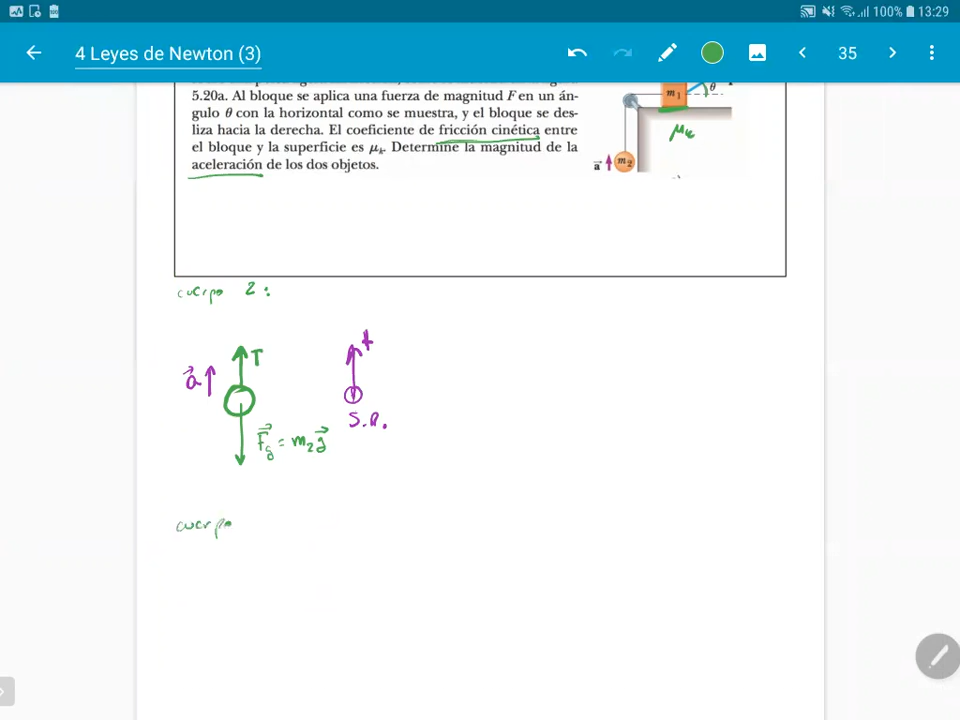 100% 13:29
4 Leyes de Newton (3)
35
5.20a. Al bloque se aplica una fuerza de magnitud F en un án-
gulo θ con la horizontal como se muestra, y el bloque se des-
liza hacia la derecha. El coeficiente de fricción cinética entre
el bloque y la superficie es μk. Determine la magnitud de la
aceleración de los dos objetos.
m1 θ
μk
a m2
cuerpo 2 :
T
a
+
S.R.
Fg = m2g
cuerpo